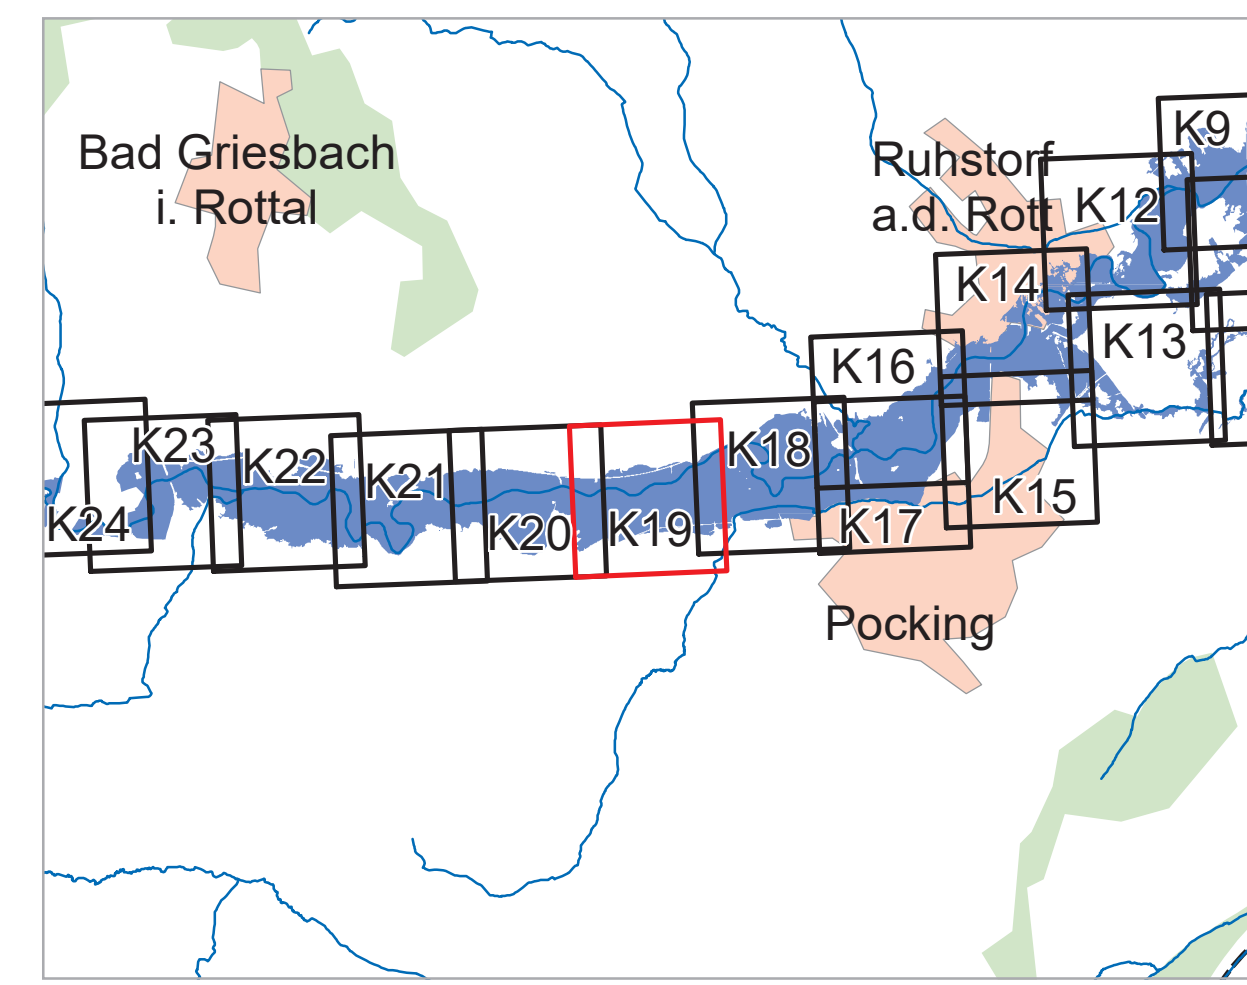 K9
Bad Griesbach
i. Rottal
Ruhstorf
a.d. Rott
K12
K14
K13
K16
K23
K22
K18
K21
K24
K20
K19
K17
K15
Pocking